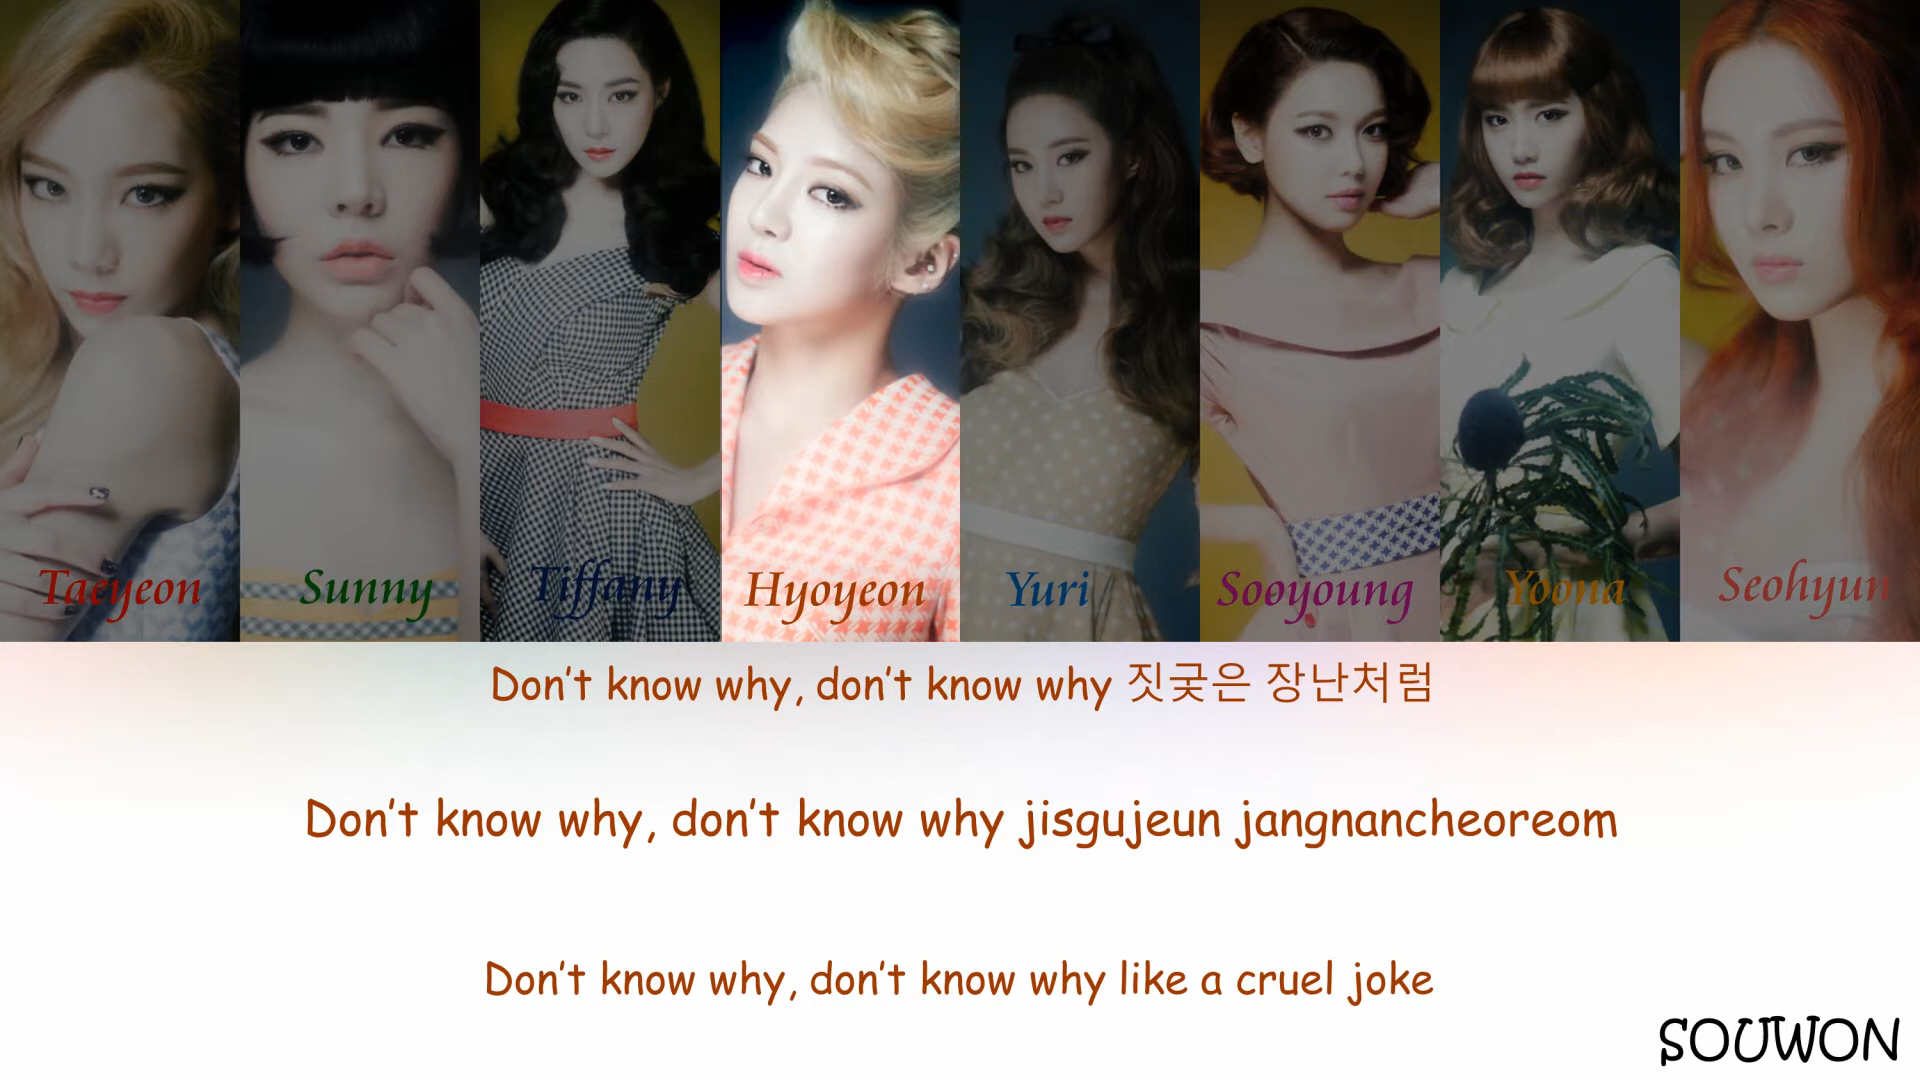 Taeyeon Sunny Tiffany Hyoyeon Yuri Sooyoung Yoona Seohyun
Don't know why, don't know why 짓궂은 장난처럼
Don't know why, don't know why jisgujeun jangnancheoreom
Don't know why, don't know why like a cruel joke
SOUWON